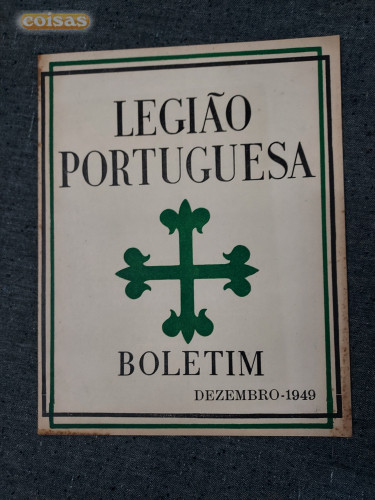 coisas
LEGIÃO
PORTUGUESA
BOLETIM
DEZEMBRO-1949